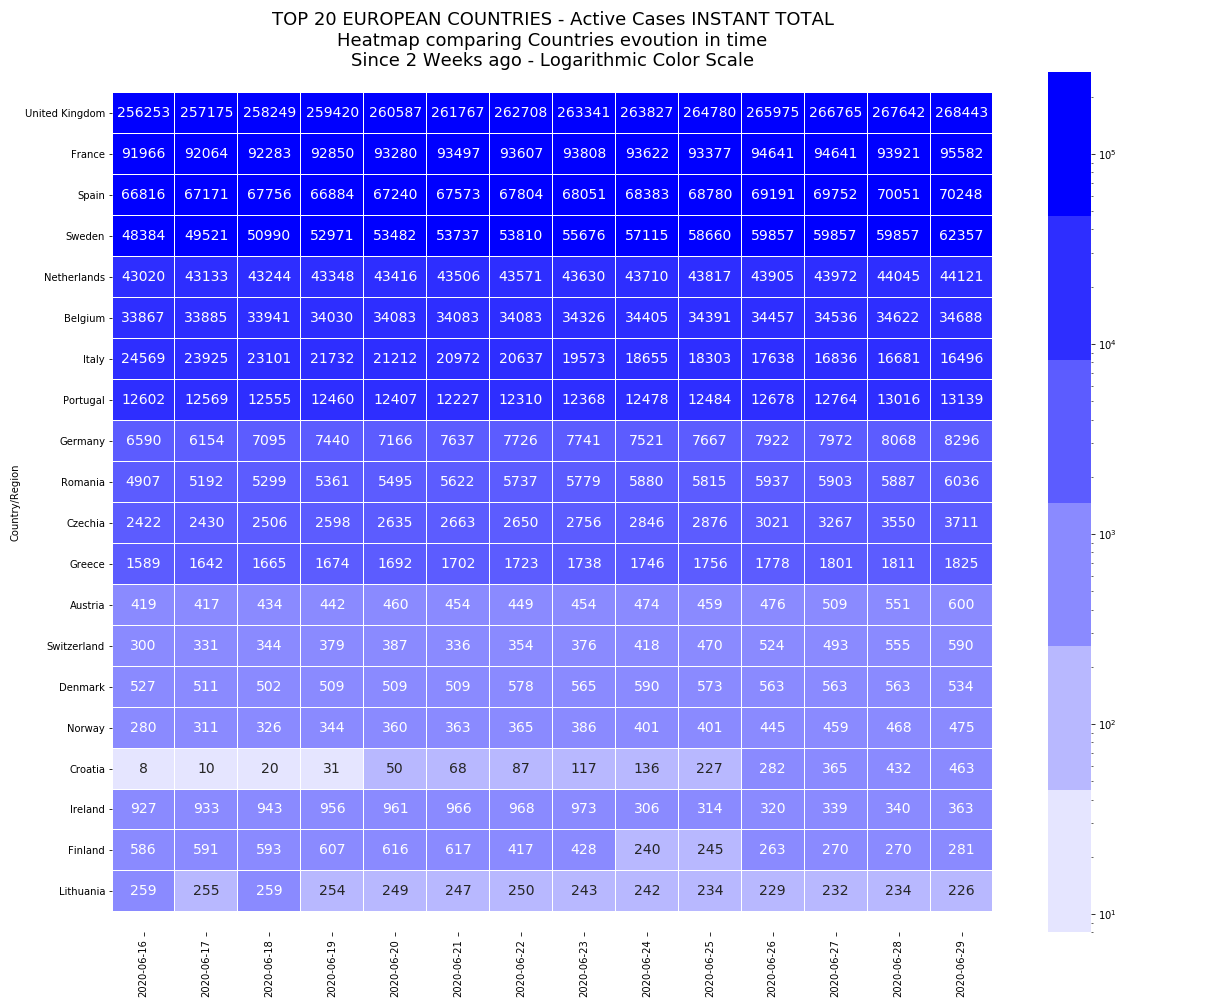 TOP 20 EUROPEAN COUNTRIES - Active Cases INSTANT TOTAL
Heatmap comparing Countries evoution in time
Since 2 Weeks ago - Logarithmic Color Scale
Country/Region
United Kingdom 256253 257175 258249 259420 260587 261767 262708 263341 263827 264780 265975 266765 267642 268443
France 91966 92064 92283 92850 93280 93497 93607 93808 93622 93377 94641 94641 93921 95582
Spain 66816 67171 67756 66884 67240 67573 67804 68051 68383 68780 69191 69752 70051 70248
Sweden 48384 49521 50990 52971 53482 53737 53810 55676 57115 58660 59857 59857 59857 62357
Netherlands 43020 43133 43244 43348 43416 43506 43571 43630 43710 43817 43905 43972 44045 44121
Belgium 33867 33885 33941 34030 34083 34083 34083 34326 34405 34391 34457 34536 34622 34688
Italy 24569 23925 23101 21732 21212 20972 20637 19573 18655 18303 17638 16836 16681 16496
Portugal 12602 12569 12555 12460 12407 12227 12310 12368 12478 12484 12678 12764 13016 13139
Germany 6590 6154 7095 7440 7166 7637 7726 7741 7521 7667 7922 7972 8068 8296
Romania 4907 5192 5299 5361 5495 5622 5737 5779 5880 5815 5937 5903 5887 6036
Czechia 2422 2430 2506 2598 2635 2663 2650 2756 2846 2876 3021 3267 3550 3711
Greece 1589 1642 1665 1674 1692 1702 1723 1738 1746 1756 1778 1801 1811 1825
Austria 419 417 434 442 460 454 449 454 474 459 476 509 551 600
Switzerland 300 331 344 379 387 336 354 376 418 470 524 493 555 590
Denmark 527 511 502 509 509 509 578 565 590 573 563 563 563 534
Norway 280 311 326 344 360 363 365 386 401 401 445 459 468 475
Croatia 8 10 20 31 50 68 87 117 136 227 282 365 432 463
Ireland 927 933 943 956 961 966 968 973 306 314 320 339 340 363
Finland 586 591 593 607 616 617 417 428 240 245 263 270 270 281
Lithuania 259 255 259 254 249 247 250 243 242 234 229 232 234 226
2020-06-16 2020-06-17 2020-06-18 2020-06-19 2020-06-20 2020-06-21 2020-06-22 2020-06-23 2020-06-24 2020-06-25 2020-06-26 2020-06-27 2020-06-28 2020-06-29
10⁵
10⁴
10³
10²
10¹